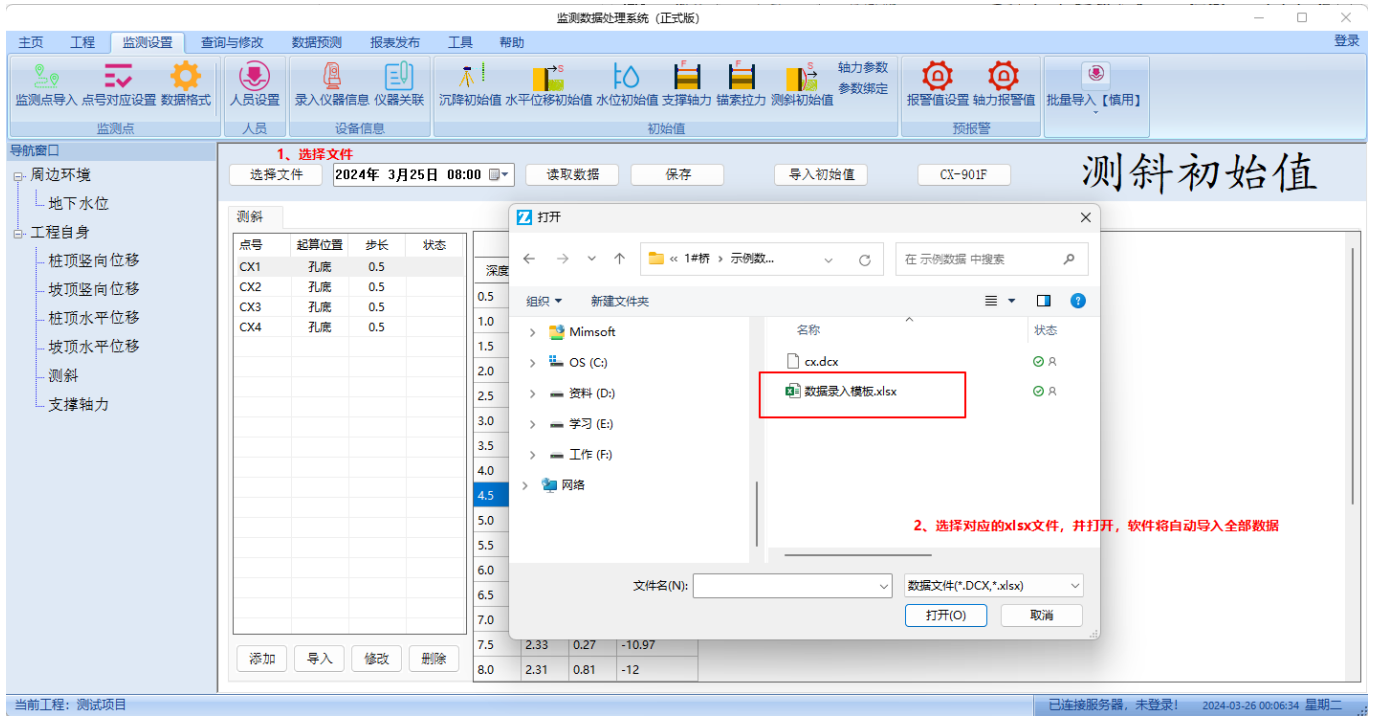 监测数据处理系统（正式版）
主页 工程 监测设置 查询与修改 数据预测 报表发布 工具 帮助 登录
监测点导入 点号对应设置 数据格式 人员设置 录入仪器信息 仪器关联 沉降初始值 水平位移初始值 水位初始值 支撑轴力 锚索拉力 测斜初始值 轴力参数 参数绑定 报警值设置 轴力报警值 批量导入【慎用】
监测点 人员 设备信息 初始值 预报警
导航窗口
周边环境
地下水位
工程自身
桩顶竖向位移
坡顶竖向位移
桩顶水平位移
坡顶水平位移
测斜
支撑轴力
1、选择文件
选择文件 2024年 3月25日 08:00 读取数据 保存 导入初始值 CX-901F 测斜初始值
测斜
点号 起算位置 步长 状态
CX1 孔底 0.5
CX2 孔底 0.5
CX3 孔底 0.5
CX4 孔底 0.5
添加 导入 修改 删除
深度
0.5
1.0
1.5
2.0
2.5
3.0
3.5
4.0
4.5
5.0
5.5
6.0
6.5
7.0
7.5 2.33 0.27 -10.97
8.0 2.31 0.81 -12
打开
« 1#桥 › 示例数... 在 示例数据 中搜索
组织 新建文件夹
Mimsoft
OS (C:)
资料 (D:)
学习 (E:)
工作 (F:)
网络
名称 状态
cx.dcx
数据录入模板.xlsx
2、选择对应的xlsx文件，并打开，软件将自动导入全部数据
文件名(N): 数据文件(*.DCX,*.xlsx)
打开(O) 取消
当前工程：测试项目 已连接服务器，未登录！ 2024-03-26 00:06:34 星期二